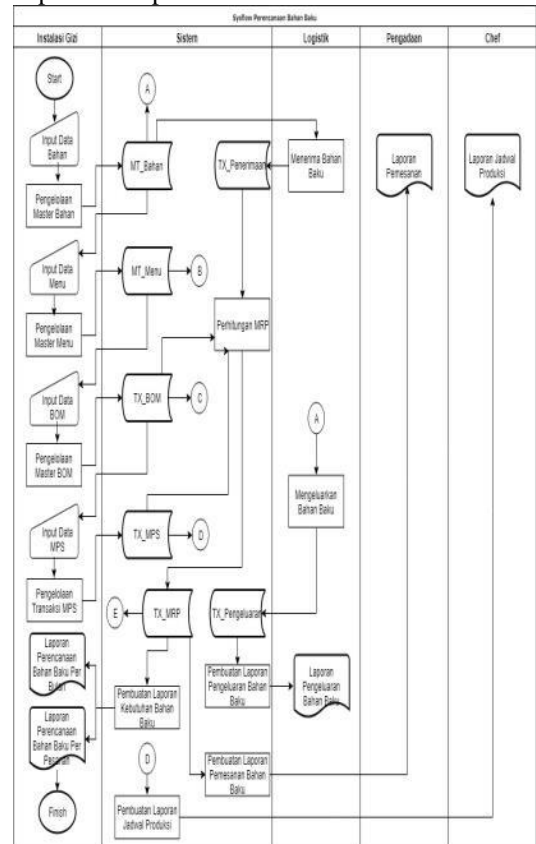 Sysflow Perencanaan Bahan Baku
Instalasi Gizi
Sistem
Logistik
Pengadaan
Chef
Start
A
Input Data
Bahan
MT_Bahan
TX_Penerimaan
Menerima Bahan
Baku
Laporan
Pemesanan
Laporan Jadwal
Produksi
Pengelolaan
Master Bahan
Input Data
Menu
MT_Menu
B
Pengelolaan
Master Menu
Perhitungan MRP
Input Data
BOM
TX_BOM
C
A
Pengelolaan
Master BOM
Mengeluarkan
Bahan Baku
Input Data
MPS
TX_MPS
D
Pengelolaan
Transaksi MPS
E
TX_MRP
TX_Pengeluaran
Laporan
Perencanaan
Bahan Baku Per
Bulan
Pembuatan Laporan
Kebutuhan Bahan
Baku
Pembuatan Laporan
Pengeluaran Bahan
Baku
Laporan
Pengeluaran
Bahan Baku
Laporan
Perencanaan
Bahan Baku Per
Pesanan
D
Pembuatan Laporan
Pemesanan Bahan
Baku
Finish
Pembuatan Laporan
Jadwal Produksi